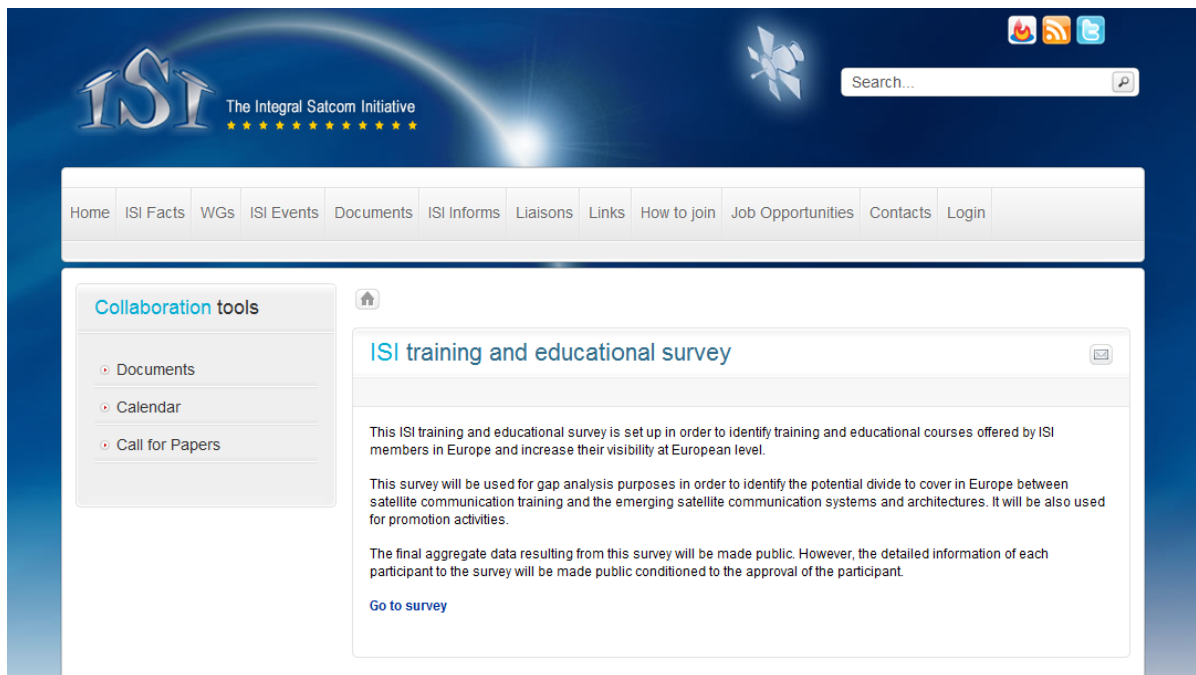 ISI
The Integral Satcom Initiative
Search...
Home ISI Facts WGs ISI Events Documents ISI Informs Liaisons Links How to join Job Opportunities Contacts Login
Collaboration tools
Documents
Calendar
Call for Papers
ISI training and educational survey
This ISI training and educational survey is set up in order to identify training and educational courses offered by ISI
members in Europe and increase their visibility at European level.
This survey will be used for gap analysis purposes in order to identify the potential divide to cover in Europe between
satellite communication training and the emerging satellite communication systems and architectures. It will be also used
for promotion activities.
The final aggregate data resulting from this survey will be made public. However, the detailed information of each
participant to the survey will be made public conditioned to the approval of the participant.
Go to survey